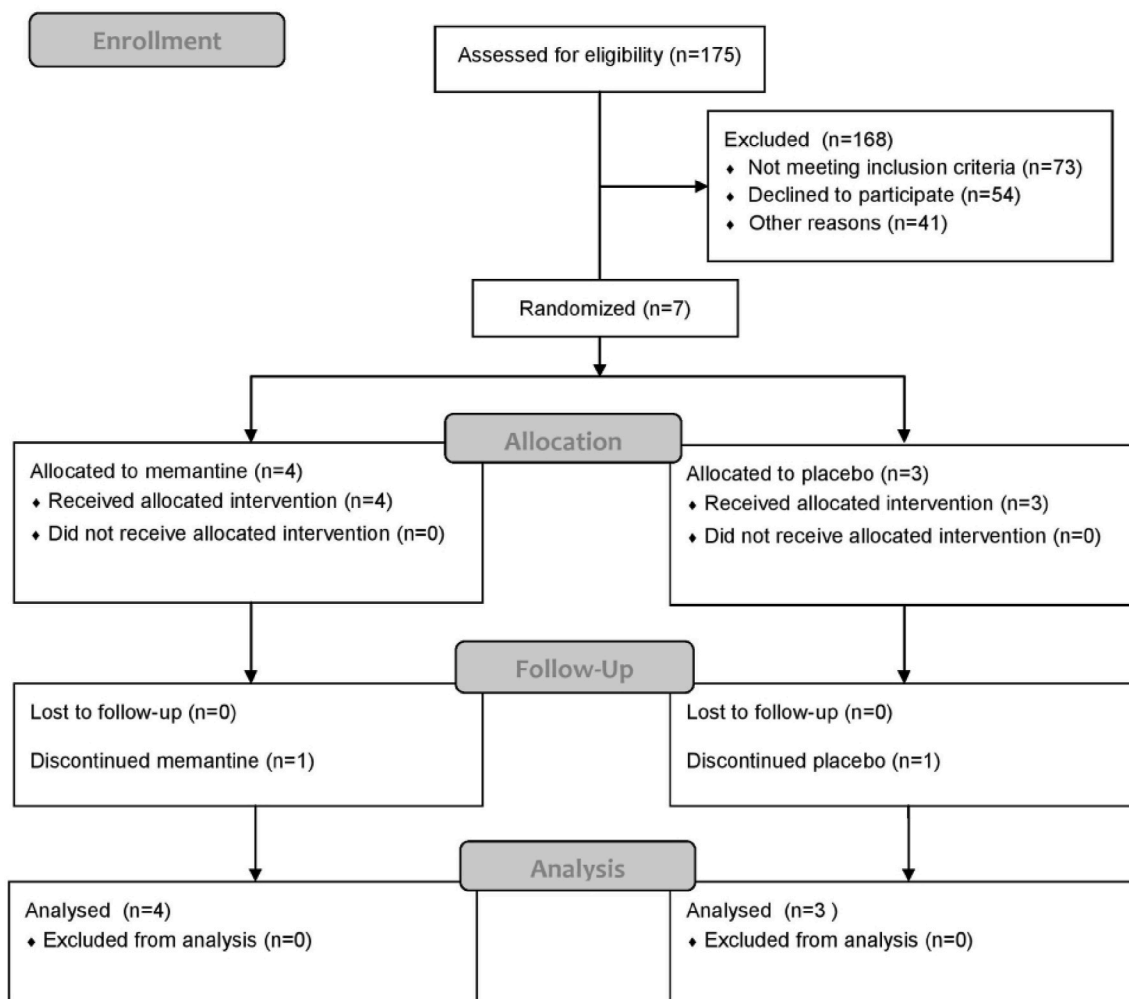 Enrollment
Assessed for eligibility (n=175)
Excluded (n=168)
♦ Not meeting inclusion criteria (n=73)
♦ Declined to participate (n=54)
♦ Other reasons (n=41)
Randomized (n=7)
Allocation
Allocated to memantine (n=4)
♦ Received allocated intervention (n=4)
♦ Did not receive allocated intervention (n=0)
Allocated to placebo (n=3)
♦ Received allocated intervention (n=3)
♦ Did not receive allocated intervention (n=0)
Follow-Up
Lost to follow-up (n=0)
Discontinued memantine (n=1)
Lost to follow-up (n=0)
Discontinued placebo (n=1)
Analysis
Analysed (n=4)
♦ Excluded from analysis (n=0)
Analysed (n=3 )
♦ Excluded from analysis (n=0)